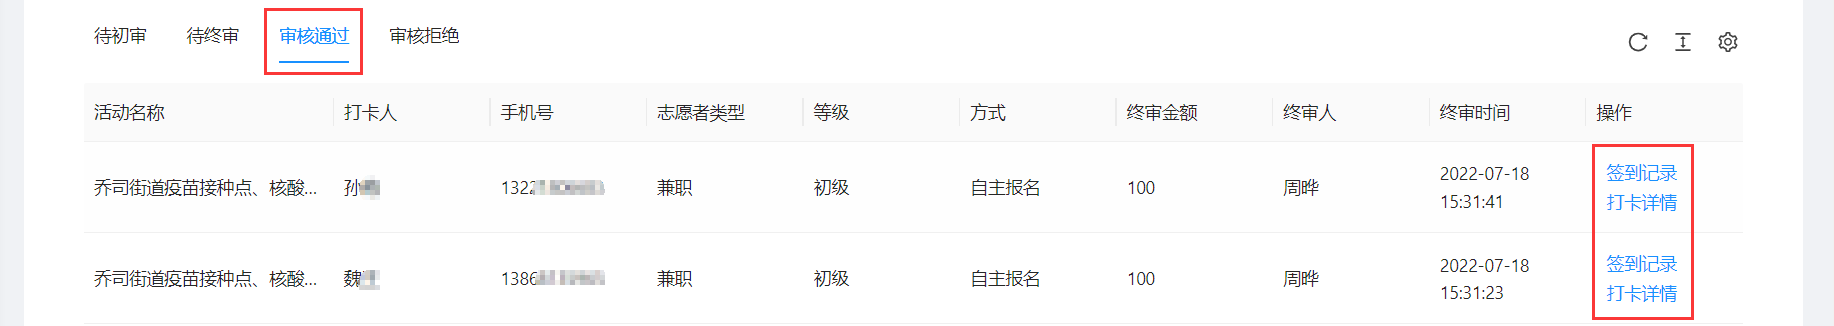 待初审 待终审 审核通过 审核拒绝
活动名称 打卡人 手机号 志愿者类型 等级 方式 终审金额 终审人 终审时间 操作
乔司街道疫苗接种点、核酸... 孙 1322 兼职 初级 自主报名 100 周晔 2022-07-18 签到记录
15:31:41 打卡详情
乔司街道疫苗接种点、核酸... 魏 1386 兼职 初级 自主报名 100 周晔 2022-07-18 签到记录
15:31:23 打卡详情